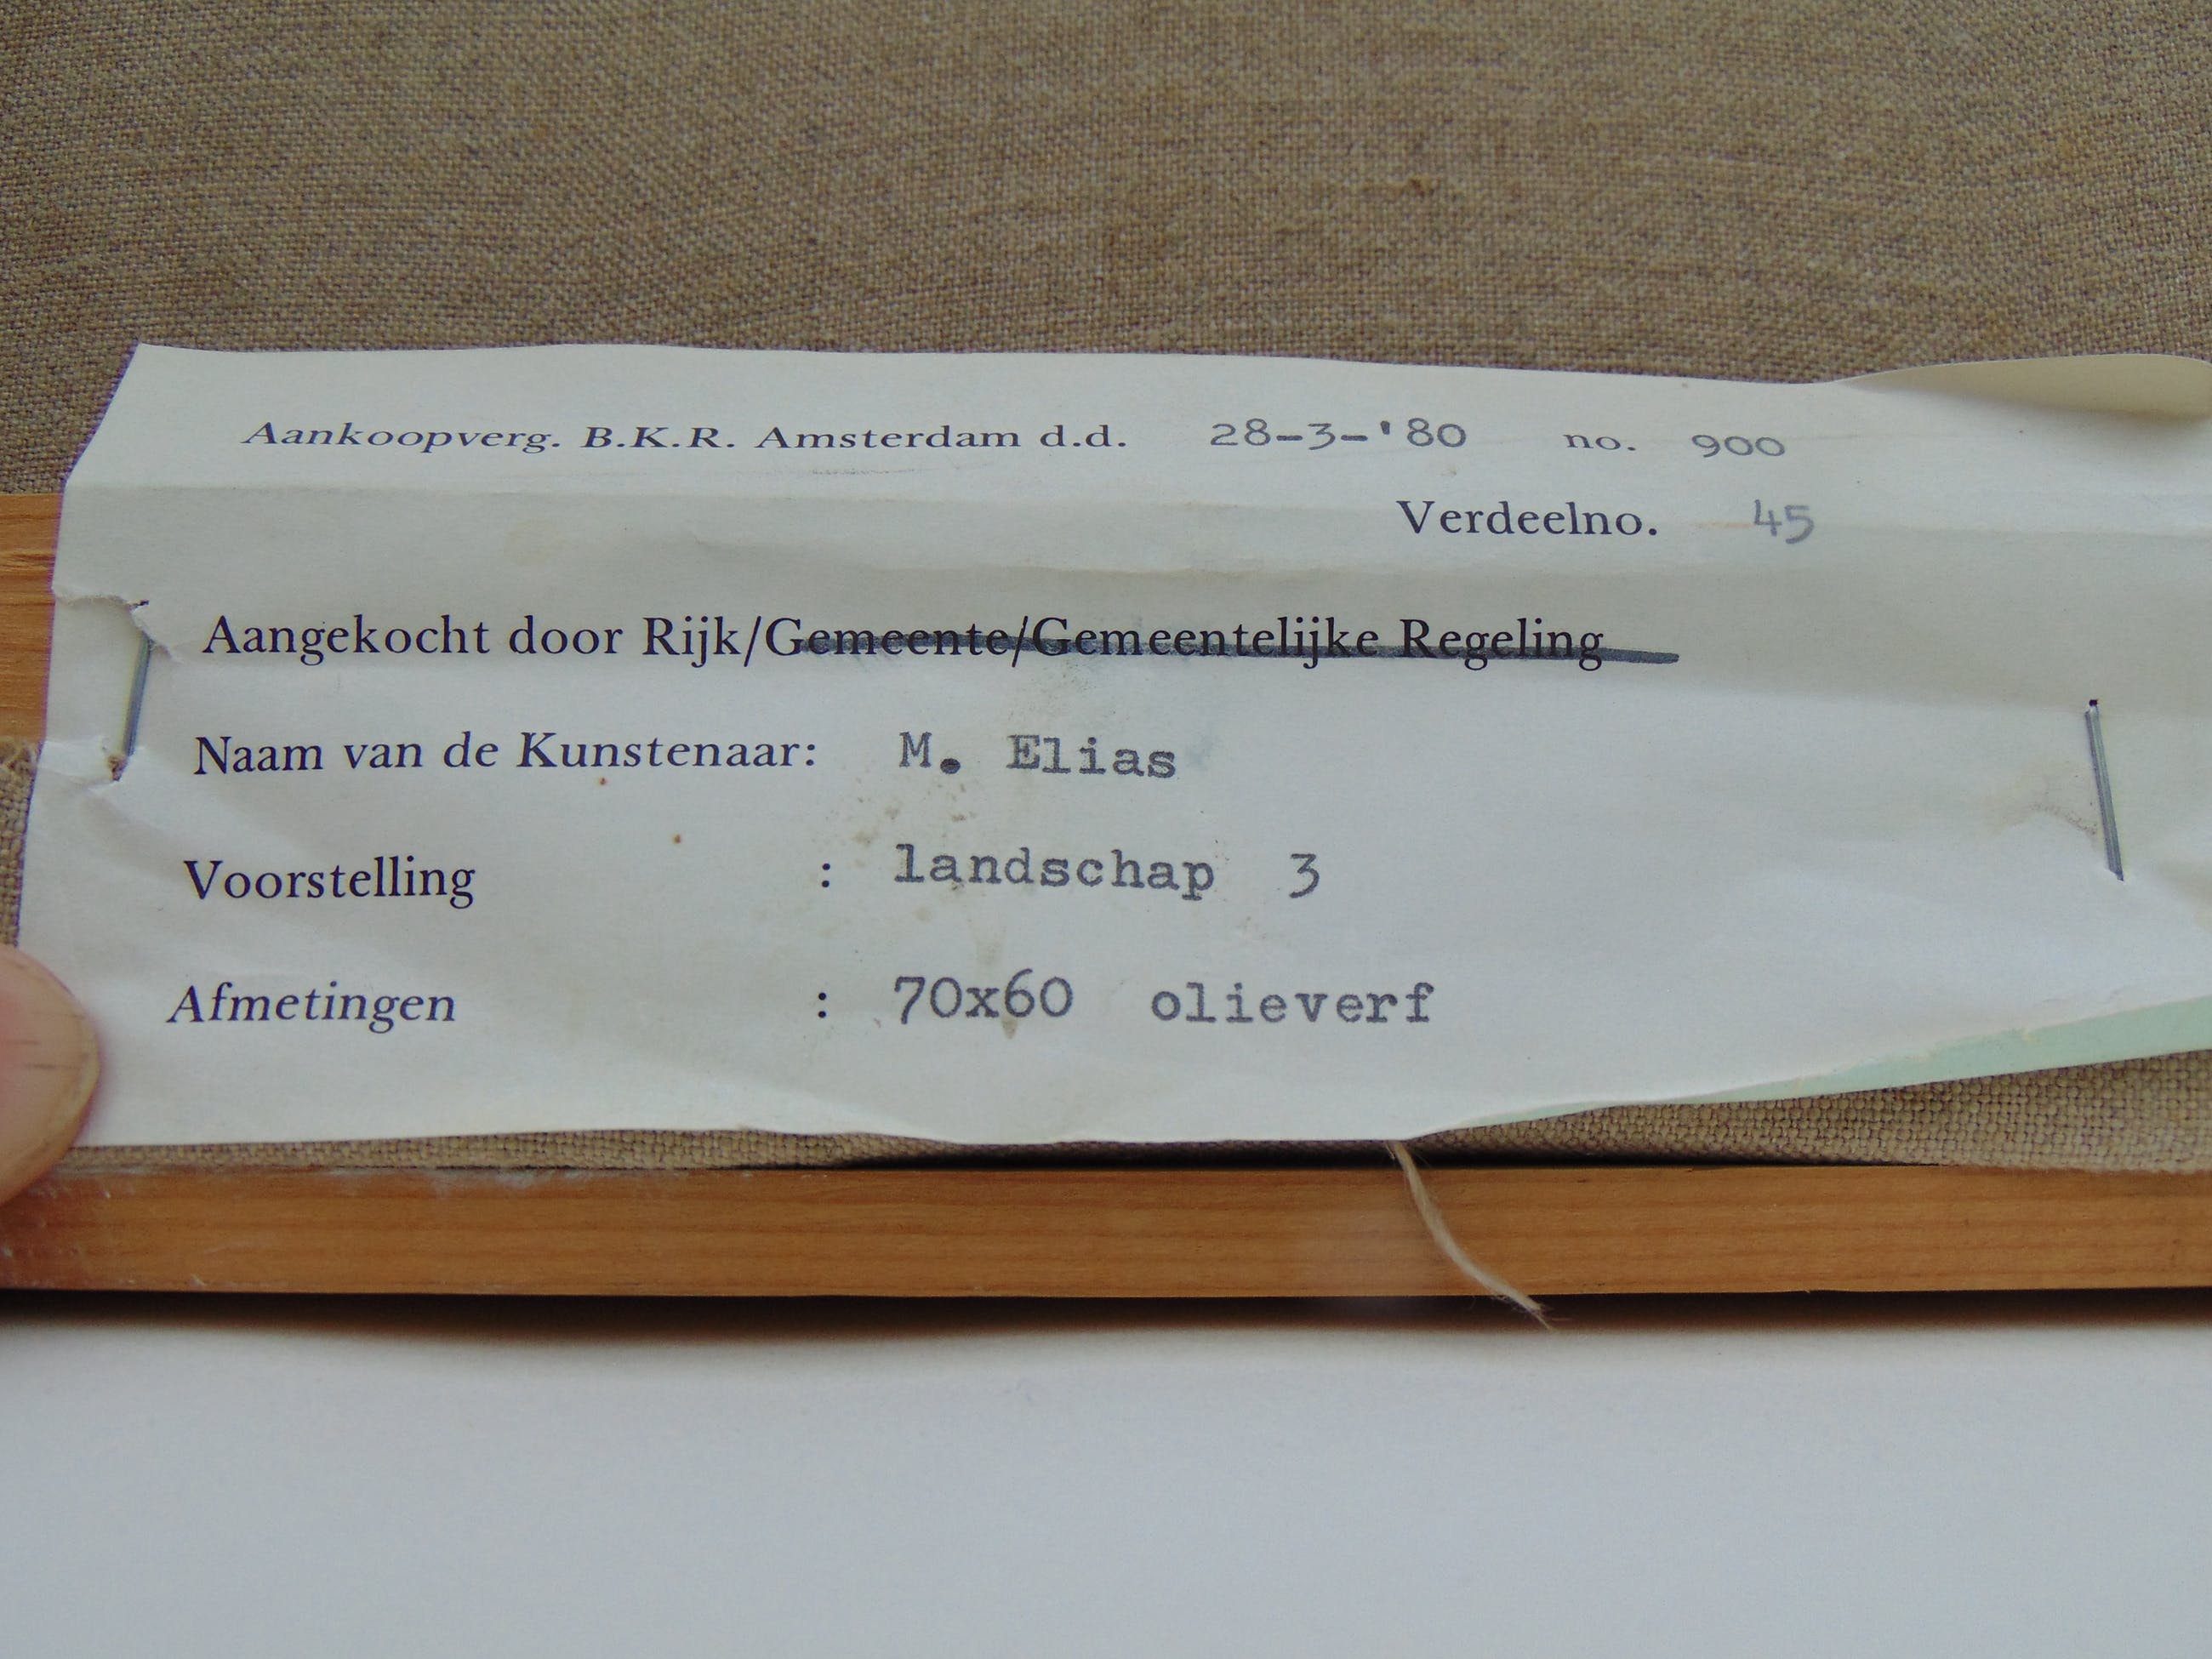 Aankoopverg. B.K.R. Amsterdam d.d. 28-3-'80 no. 900
Verdeelno. 45
Aangekocht door Rijk/Gemeente/Gemeentelijke Regeling
Naam van de Kunstenaar: M. Elias
Voorstelling : landschap 3
Afmetingen : 70x60 olieverf